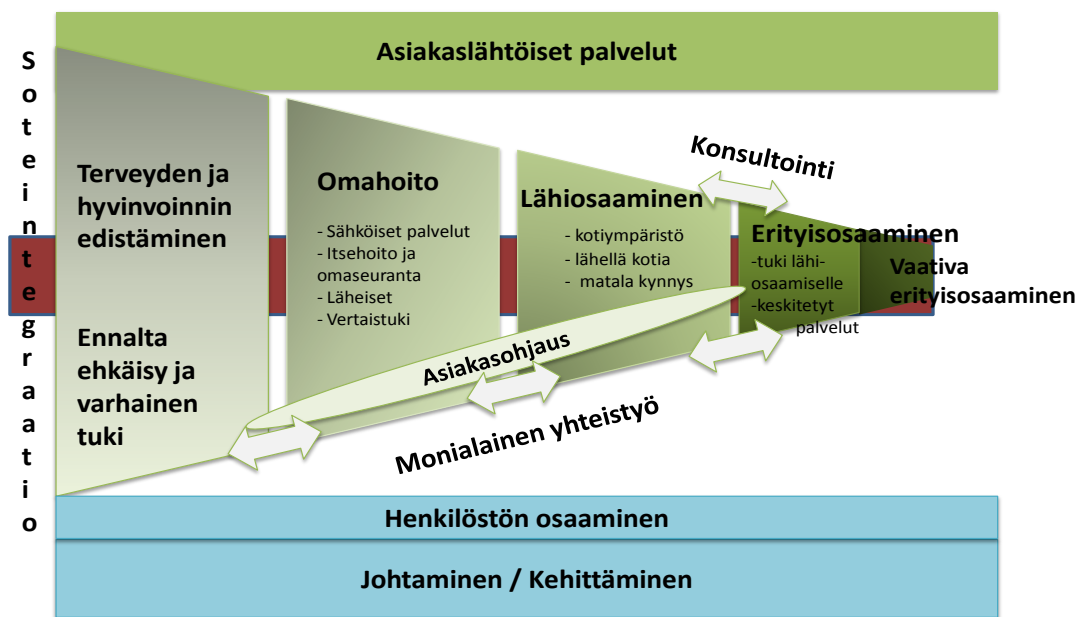 Soteintegraatio
Asiakaslähtöiset palvelut
Terveyden ja
hyvinvoinnin
edistäminen
Ennalta
ehkäisy ja
varhainen
tuki
Omahoito
- Sähköiset palvelut
- Itsehoito ja
omaseuranta
- Läheiset
- Vertaistuki
Lähiosaaminen
- kotiympäristö
- lähellä kotia
- matala kynnys
Konsultointi
Erityisosaaminen
-tuki lähi-
osaamiselle
-keskitetyt
palvelut
Vaativa
erityisosaaminen
Asiakasohjaus
Monialainen yhteistyö
Henkilöstön osaaminen
Johtaminen / Kehittäminen